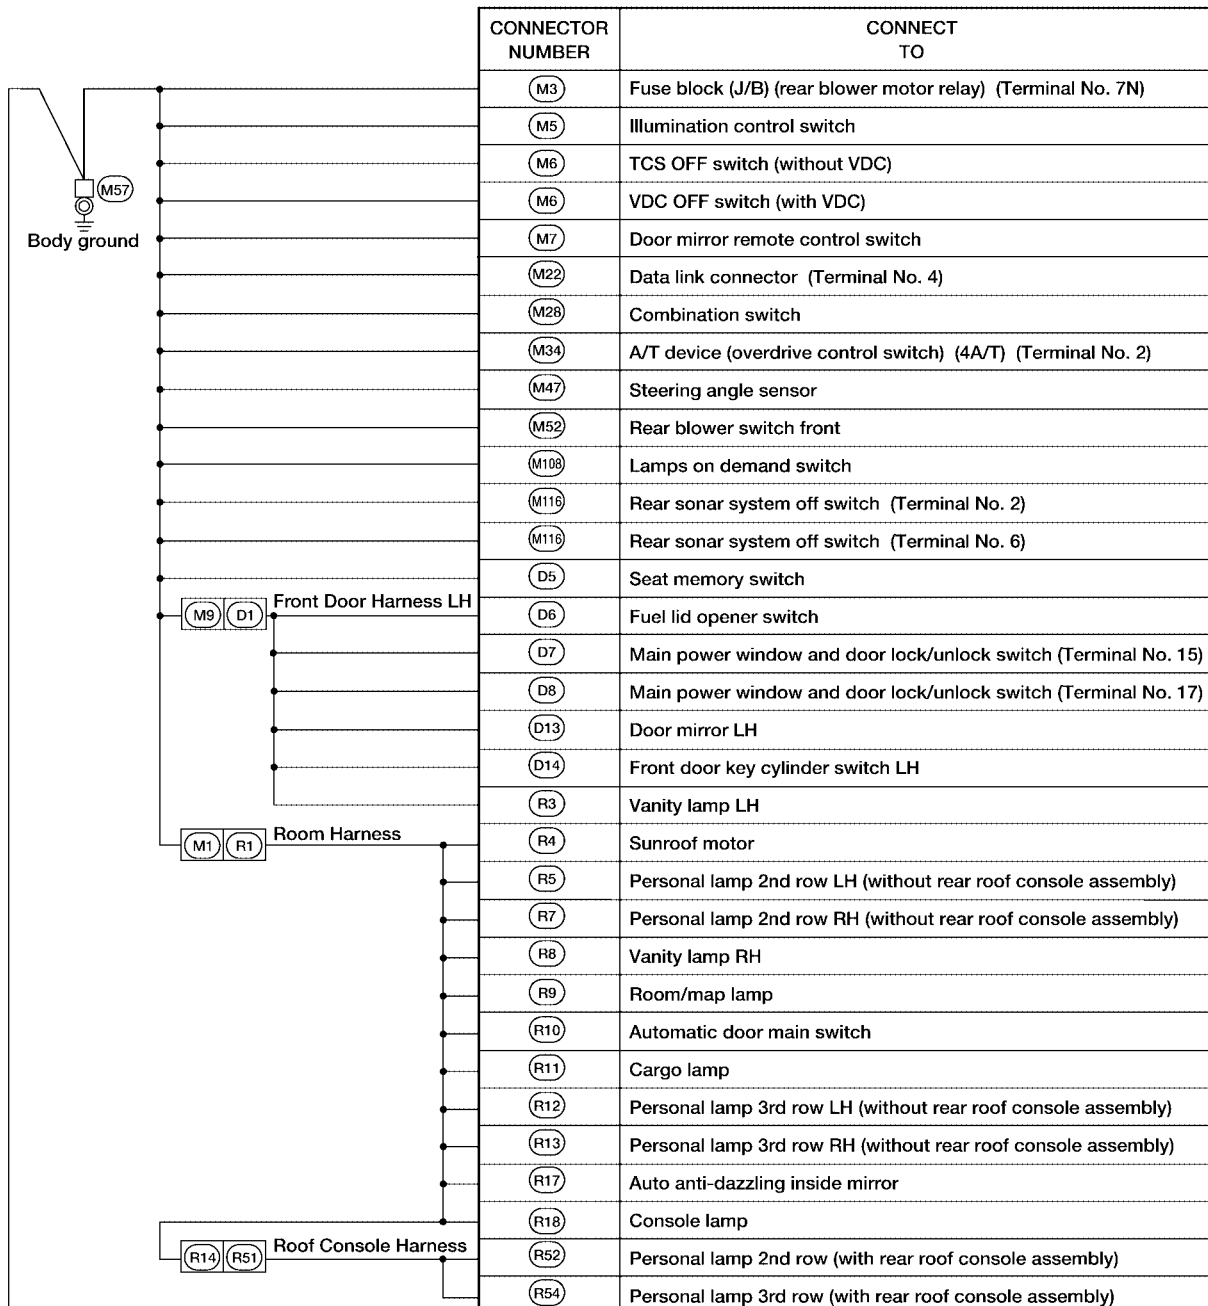 CONNECTOR NUMBER CONNECT TO
M3 Fuse block (J/B) (rear blower motor relay) (Terminal No. 7N)
M5 Illumination control switch
M6 TCS OFF switch (without VDC)
M57
M6 VDC OFF switch (with VDC)
Body ground
M7 Door mirror remote control switch
M22 Data link connector (Terminal No. 4)
M28 Combination switch
M34 A/T device (overdrive control switch) (4A/T) (Terminal No. 2)
M47 Steering angle sensor
M52 Rear blower switch front
M108 Lamps on demand switch
M116 Rear sonar system off switch (Terminal No. 2)
M116 Rear sonar system off switch (Terminal No. 6)
D5 Seat memory switch
M9 D1 Front Door Harness LH D6 Fuel lid opener switch
D7 Main power window and door lock/unlock switch (Terminal No. 15)
D8 Main power window and door lock/unlock switch (Terminal No. 17)
D13 Door mirror LH
D14 Front door key cylinder switch LH
R3 Vanity lamp LH
M1 R1 Room Harness R4 Sunroof motor
R5 Personal lamp 2nd row LH (without rear roof console assembly)
R7 Personal lamp 2nd row RH (without rear roof console assembly)
R8 Vanity lamp RH
R9 Room/map lamp
R10 Automatic door main switch
R11 Cargo lamp
R12 Personal lamp 3rd row LH (without rear roof console assembly)
R13 Personal lamp 3rd row RH (without rear roof console assembly)
R17 Auto anti-dazzling inside mirror
R18 Console lamp
R14 R51 Roof Console Harness R52 Personal lamp 2nd row (with rear roof console assembly)
R54 Personal lamp 3rd row (with rear roof console assembly)